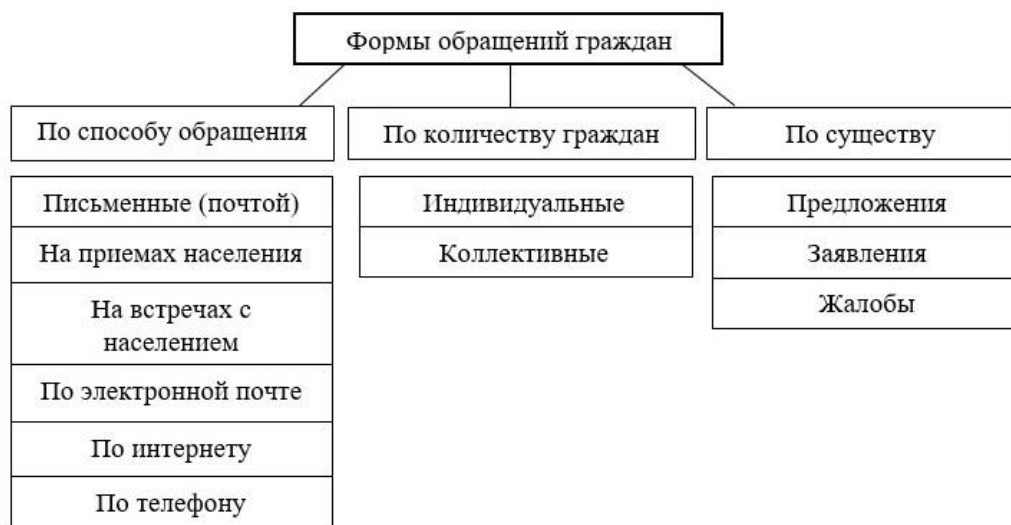 Формы обращений граждан
По способу обращения
Письменные (почтой)
На приемах населения
На встречах с
населением
По электронной почте
По интернету
По телефону
По количеству граждан
Индивидуальные
Коллективные
По существу
Предложения
Заявления
Жалобы